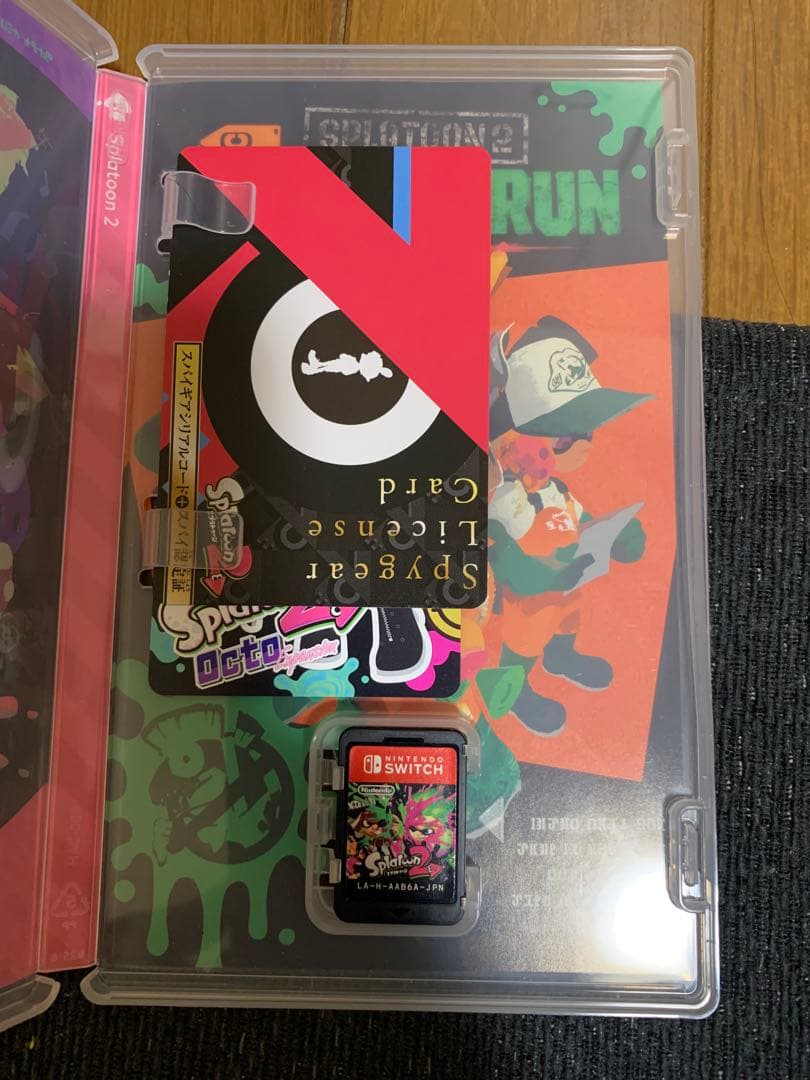 Splatoon 2
SPLATOON 2
RUN
Spygear
License
Card
スパイギアシリアルコード+スパイ認定証
Splatoon
2
Octo
Expansion
NINTENDO
SWITCH
Nintendo
Splatoon
2
LA-H-AAB6A-JPN